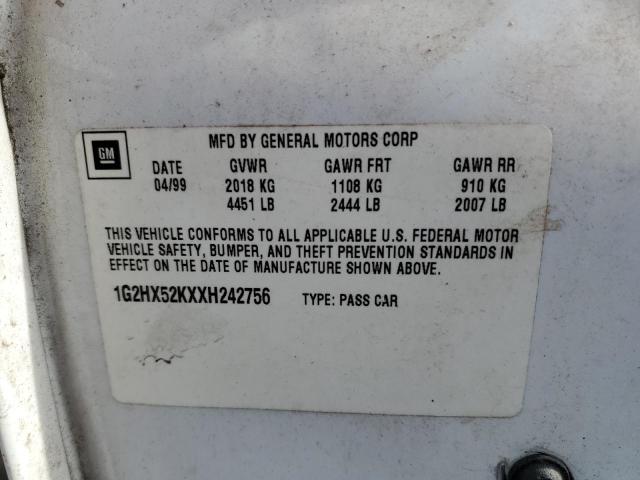 GM
MFD BY GENERAL MOTORS CORP
DATE GVWR GAWR FRT GAWR RR
04/99 2018 KG 1108 KG 910 KG
4451 LB 2444 LB 2007 LB
THIS VEHICLE CONFORMS TO ALL APPLICABLE U.S. FEDERAL MOTOR
VEHICLE SAFETY, BUMPER, AND THEFT PREVENTION STANDARDS IN
EFFECT ON THE DATE OF MANUFACTURE SHOWN ABOVE.
1G2HX52KXXH242756 TYPE: PASS CAR